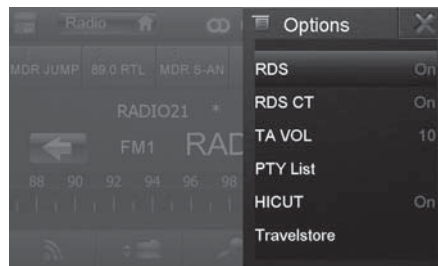 Radio
MDR JUMP 89.0 RTL MDR S-AN
RADIO21 *
FM1 RAD
88 90 92 94 96 98
Options
RDS On
RDS CT On
TA VOL 10
PTY List
HICUT On
Travelstore